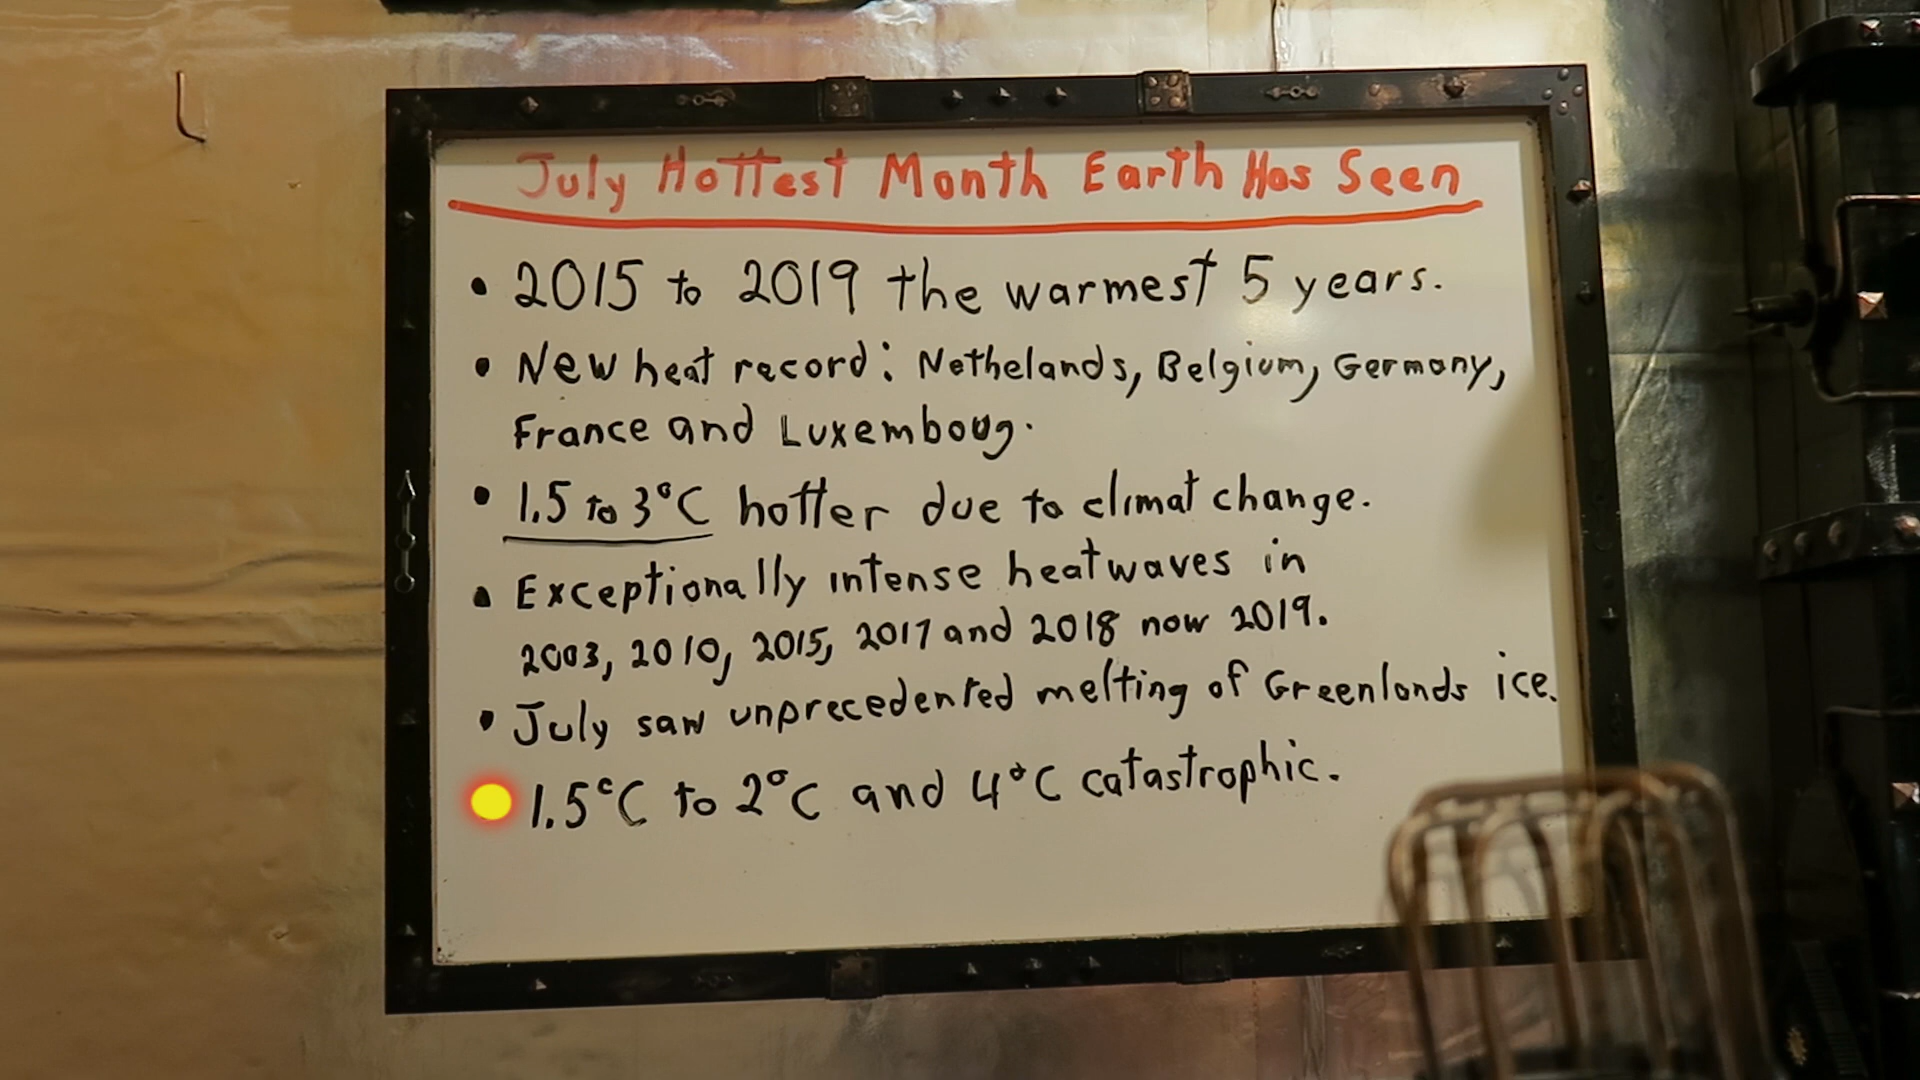 July Hottest Month Earth Has Seen
• 2015 to 2019 the warmest 5 years.
• New heat record: Nethelands, Belgium, Germany,
France and Luxemboug.
• 1.5 to 3°C hotter due to climat change.
• Exceptionally intense heatwaves in
2003, 2010, 2015, 2017 and 2018 now 2019.
• July saw unprecedented melting of Greenlands ice.
1.5°C to 2°C and 4°C catastrophic.